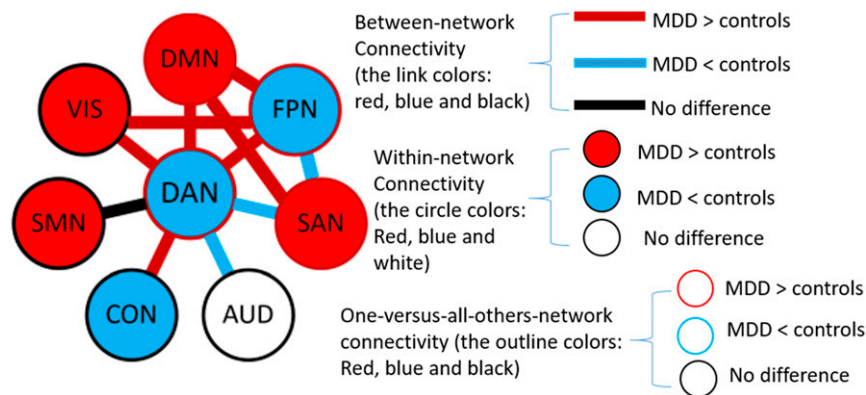 DMN
VIS
FPN
DAN
SMN
SAN
CON
AUD
Between-network
Connectivity
(the link colors:
red, blue and black)
MDD > controls
MDD < controls
No difference
Within-network
Connectivity
(the circle colors:
Red, blue and
white)
MDD > controls
MDD < controls
No difference
One-versus-all-others-network
connectivity (the outline colors:
Red, blue and black)
MDD > controls
MDD < controls
No difference